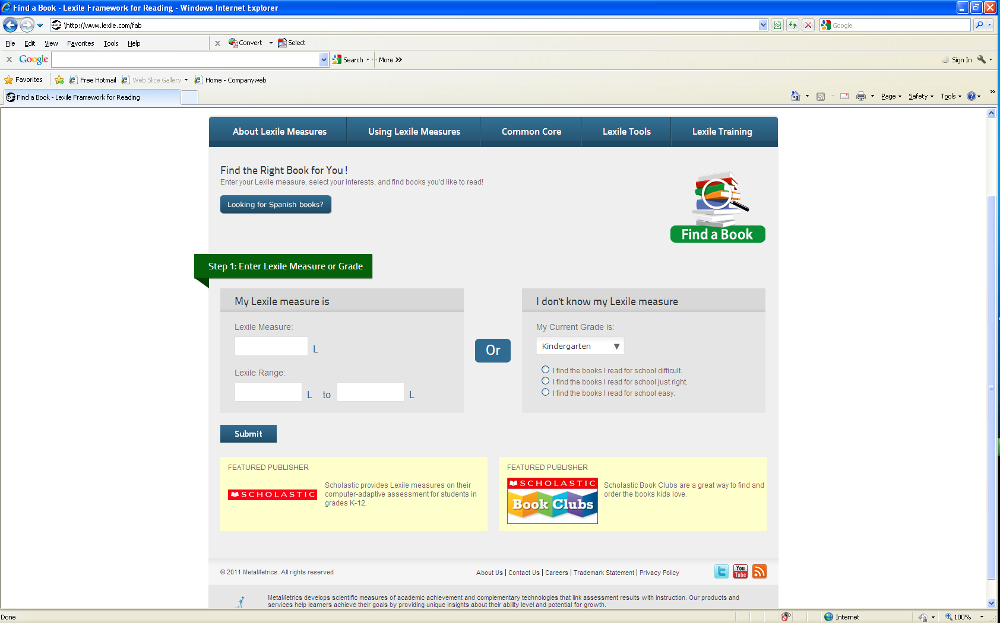 Find a Book - Lexile Framework for Reading - Windows Internet Explorer
\http://www.lexile.com/fab
Google
File Edit View Favorites Tools Help
x Convert Select
x Google Search More >> Sign In
Favorites Free Hotmail Web Slice Gallery Home - Companyweb
LEXILE Find a Book - Lexile Framework for Reading
Page Safety Tools ? >>
About Lexile Measures Using Lexile Measures Common Core Lexile Tools Lexile Training
Find the Right Book for You!
Enter your Lexile measure, select your interests, and find books you'd like to read!
Looking for Spanish books?
Find a Book
Step 1: Enter Lexile Measure or Grade
My Lexile measure is
Lexile Measure:
L
Lexile Range:
L to L
Or
I don't know my Lexile measure
My Current Grade is:
Kindergarten
I find the books I read for school difficult.
I find the books I read for school just right.
I find the books I read for school easy.
Submit
FEATURED PUBLISHER
SCHOLASTIC
Scholastic provides Lexile measures on their
computer-adaptive assessment for students in
grades K-12.
FEATURED PUBLISHER
SCHOLASTIC
Book Clubs
Scholastic Book Clubs are a great way to find and
order the books kids love.
© 2011 MetaMetrics. All rights reserved
About Us | Contact Us | Careers | Trademark Statement | Privacy Policy
t
You
Tube
MetaMetrics develops scientific measures of academic achievement and complementary technologies that link assessment results with instruction. Our products and
services help learners achieve their goals by providing unique insights about their ability level and potential for growth.
Done Internet 100%